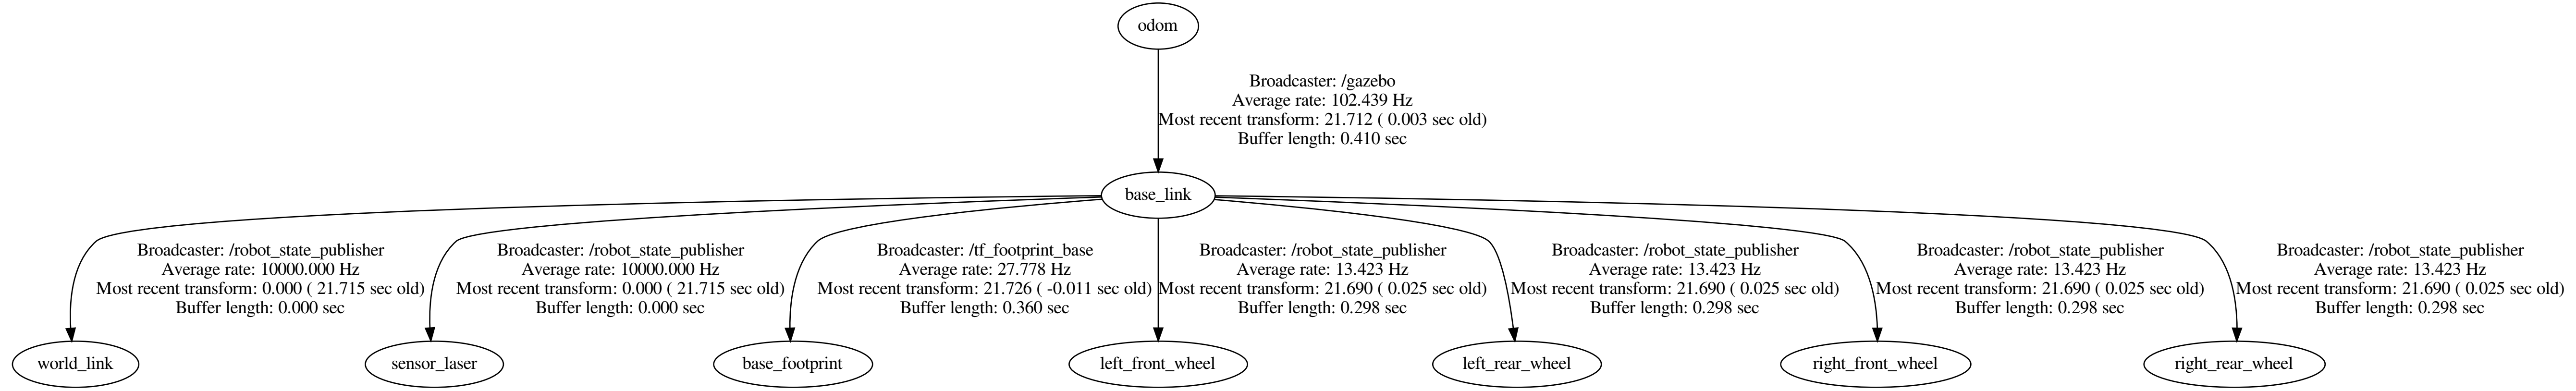 odom
Broadcaster: /gazebo
Average rate: 102.439 Hz
Most recent transform: 21.712 ( 0.003 sec old)
Buffer length: 0.410 sec
base_link
Broadcaster: /robot_state_publisher
Average rate: 10000.000 Hz
Most recent transform: 0.000 ( 21.715 sec old)
Buffer length: 0.000 sec
Broadcaster: /robot_state_publisher
Average rate: 10000.000 Hz
Most recent transform: 0.000 ( 21.715 sec old)
Buffer length: 0.000 sec
Broadcaster: /tf_footprint_base
Average rate: 27.778 Hz
Most recent transform: 21.726 ( -0.011 sec old)
Buffer length: 0.360 sec
Broadcaster: /robot_state_publisher
Average rate: 13.423 Hz
Most recent transform: 21.690 ( 0.025 sec old)
Buffer length: 0.298 sec
Broadcaster: /robot_state_publisher
Average rate: 13.423 Hz
Most recent transform: 21.690 ( 0.025 sec old)
Buffer length: 0.298 sec
Broadcaster: /robot_state_publisher
Average rate: 13.423 Hz
Most recent transform: 21.690 ( 0.025 sec old)
Buffer length: 0.298 sec
Broadcaster: /robot_state_publisher
Average rate: 13.423 Hz
Most recent transform: 21.690 ( 0.025 sec old)
Buffer length: 0.298 sec
world_link
sensor_laser
base_footprint
left_front_wheel
left_rear_wheel
right_front_wheel
right_rear_wheel